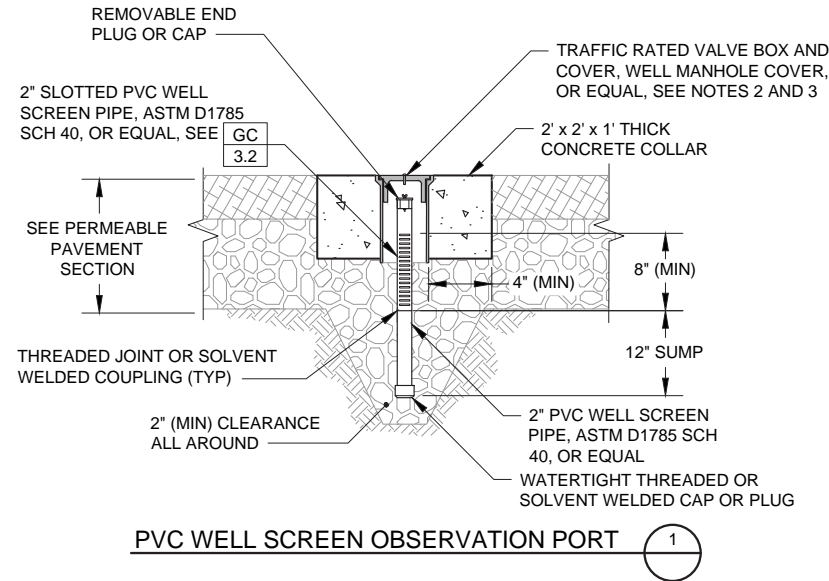 REMOVABLE END
PLUG OR CAP
TRAFFIC RATED VALVE BOX AND
COVER, WELL MANHOLE COVER,
OR EQUAL, SEE NOTES 2 AND 3
2" SLOTTED PVC WELL
SCREEN PIPE, ASTM D1785
SCH 40, OR EQUAL, SEE
GC
3.2
2' x 2' x 1' THICK
CONCRETE COLLAR
SEE PERMEABLE
PAVEMENT
SECTION
8" (MIN)
4" (MIN)
12" SUMP
THREADED JOINT OR SOLVENT
WELDED COUPLING (TYP)
2" (MIN) CLEARANCE
ALL AROUND
2" PVC WELL SCREEN
PIPE, ASTM D1785 SCH
40, OR EQUAL
WATERTIGHT THREADED OR
SOLVENT WELDED CAP OR PLUG
PVC WELL SCREEN OBSERVATION PORT
1